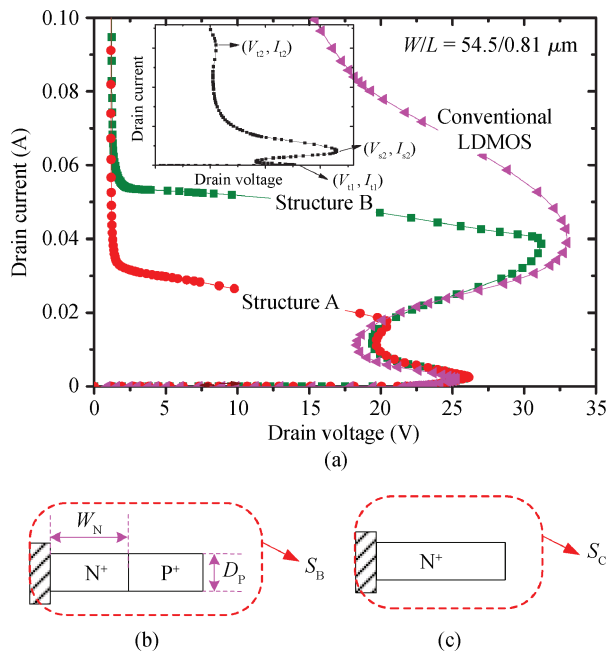 0.10
0.08
0.06
0.04
0.02
0
Drain current (A)
W/L = 54.5/0.81 μm
Drain current
(Vt2, It2)
(Vs2, Is2)
(Vt1, It1)
Drain voltage
Conventional
LDMOS
Structure B
Structure A
0 5 10 15 20 25 30 35
Drain voltage (V)
(a)
WN
N+ P+
DP
SB
(b)
N+
SC
(c)